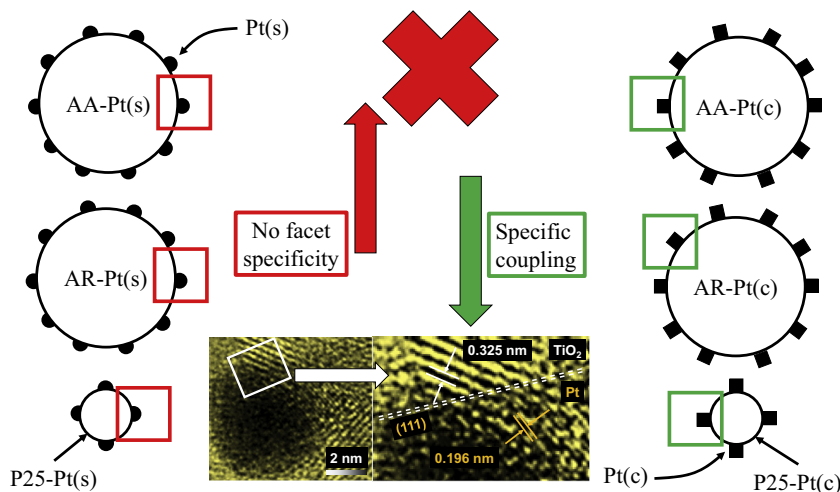 Pt(s)
AA-Pt(s)
AA-Pt(c)
No facet
specificity
Specific
coupling
AR-Pt(s)
AR-Pt(c)
0.325 nm
TiO₂
Pt
(111)
2 nm
0.196 nm
P25-Pt(s)
Pt(c)
P25-Pt(c)